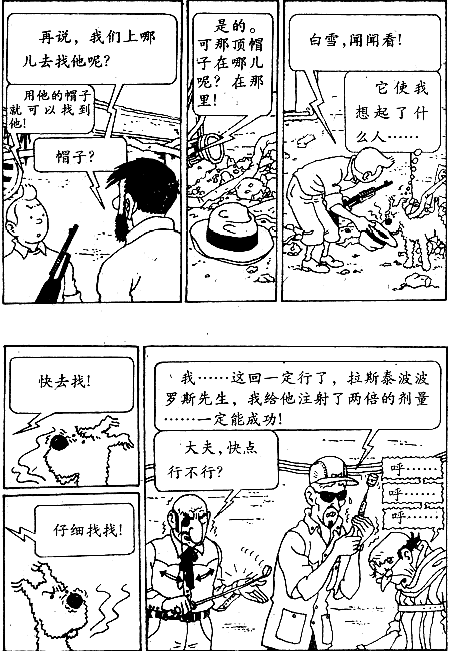 再说，我们上哪
儿去找他呢？
用他的帽子
就可以找到
他！
帽子？
是的。
可那顶帽
子在哪儿
呢？在那
里！
白雪，闻闻看！
它使我
想起了什
么人……
快去找！
仔细找找！
我……这回一定行了，拉斯泰波波
罗斯先生，我给他注射了两倍的剂量
……一定能成功！
大夫，快点
行不行？
呼……
呼……
呼……